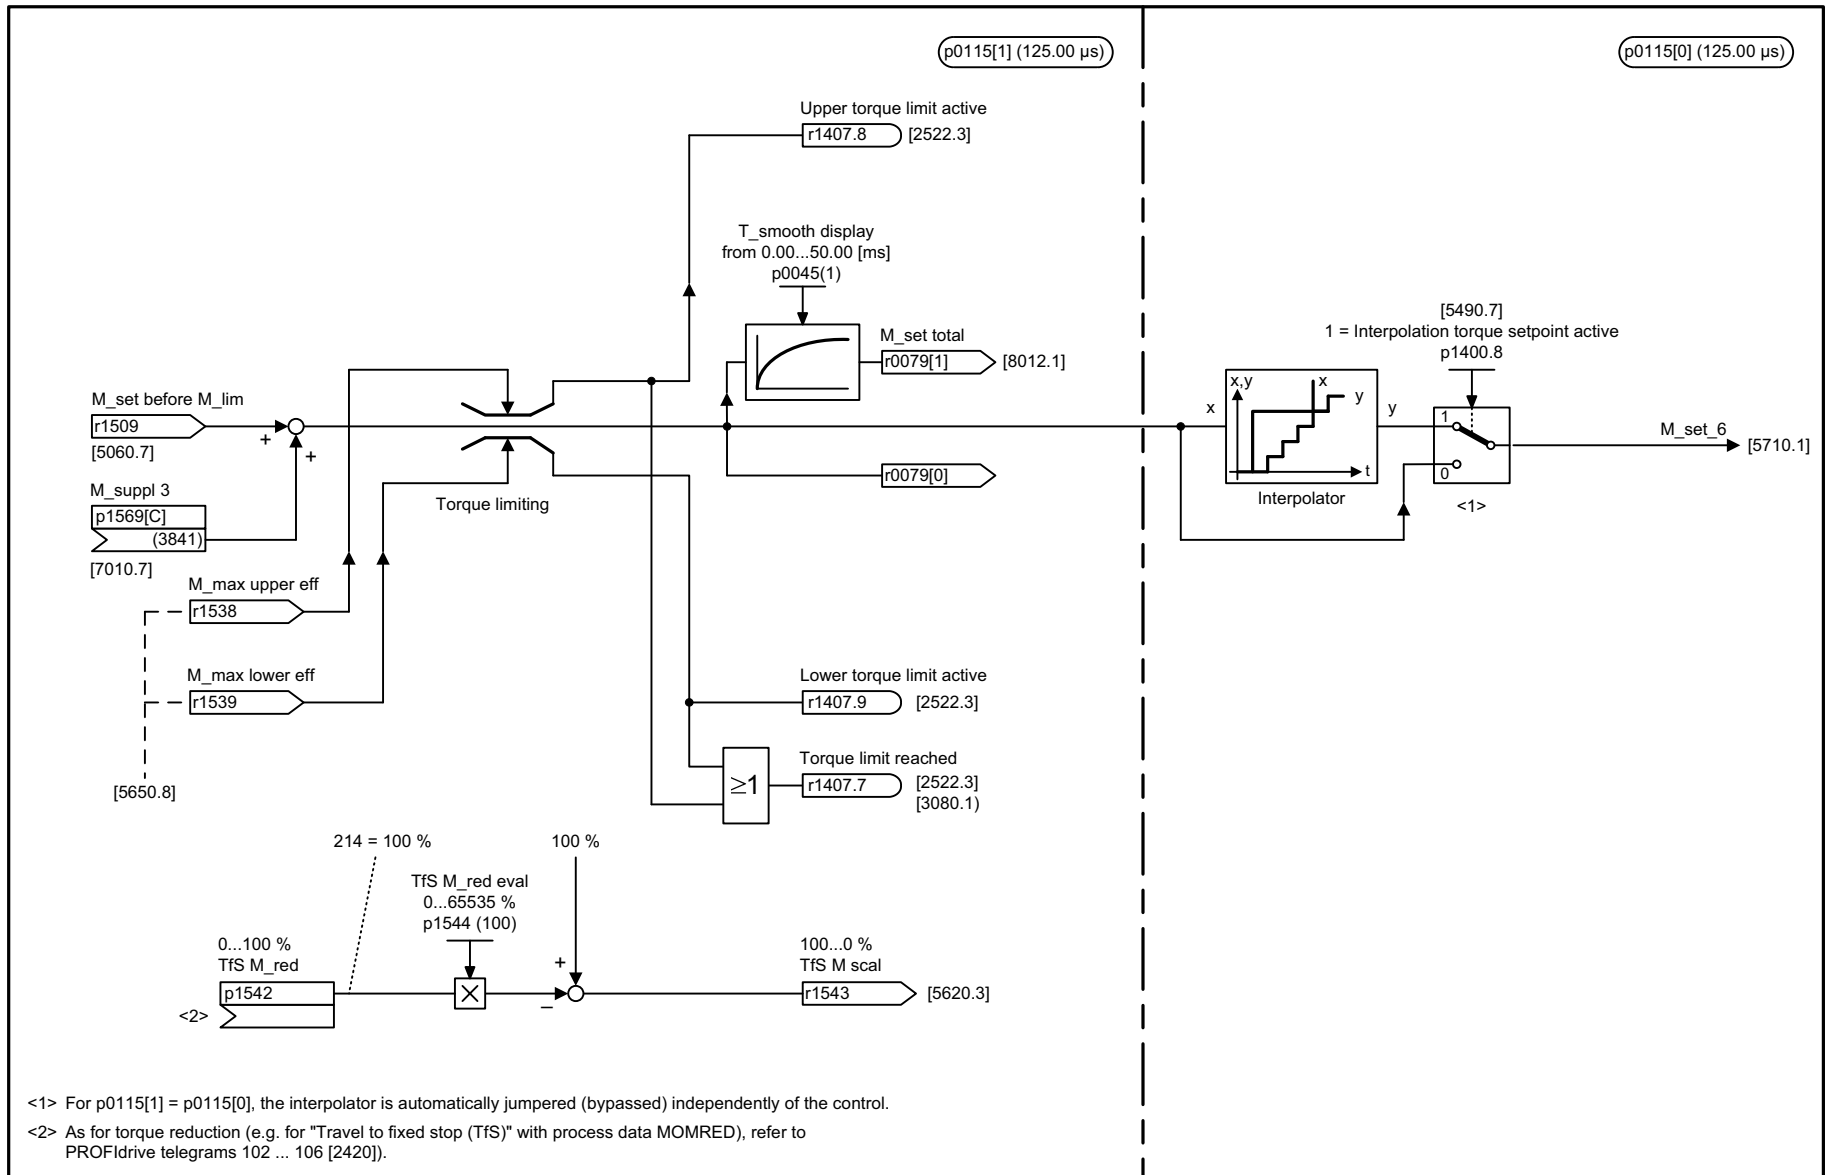 p0115[1] (125.00 µs)
p0115[0] (125.00 µs)
Upper torque limit active
r1407.8 [2522.3]
T_smooth display
from 0.00...50.00 [ms]
p0045(1)
M_set total
r0079[1] [8012.1]
[5490.7]
1 = Interpolation torque setpoint active
p1400.8
M_set before M_lim
r1509
+
+
[5060.7]
x,y
x
y
x
y
t
Interpolator
1
0
<1>
M_set_6
[5710.1]
r0079[0]
M_suppl 3
p1569[C]
(3841)
[7010.7]
Torque limiting
M_max upper eff
r1538
M_max lower eff
r1539
[5650.8]
Lower torque limit active
r1407.9 [2522.3]
Torque limit reached
≥1
r1407.7 [2522.3]
[3080.1)
214 = 100 %
100 %
TfS M_red eval
0...65535 %
p1544 (100)
0...100 %
TfS M_red
p1542
<2>
×
+
–
100...0 %
TfS M scal
r1543 [5620.3]
<1> For p0115[1] = p0115[0], the interpolator is automatically jumpered (bypassed) independently of the control.
<2> As for torque reduction (e.g. for "Travel to fixed stop (TfS)" with process data MOMRED), refer to
PROFIdrive telegrams 102 ... 106 [2420]).